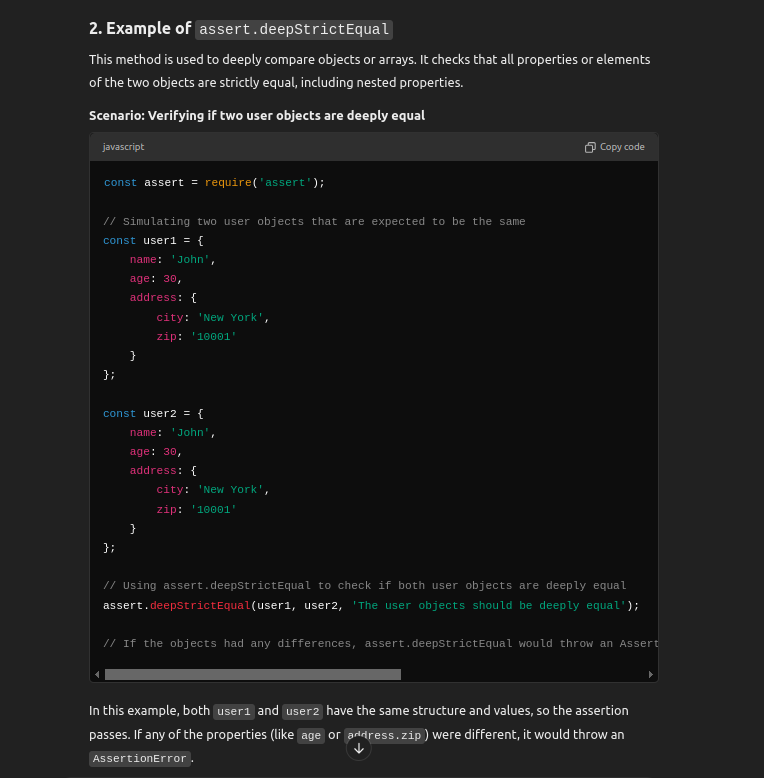 2. Example of assert.deepStrictEqual
This method is used to deeply compare objects or arrays. It checks that all properties or elements
of the two objects are strictly equal, including nested properties.
Scenario: Verifying if two user objects are deeply equal
javascript Copy code
const assert = require('assert');
// Simulating two user objects that are expected to be the same
const user1 = {
    name: 'John',
    age: 30,
    address: {
        city: 'New York',
        zip: '10001'
    }
};
const user2 = {
    name: 'John',
    age: 30,
    address: {
        city: 'New York',
        zip: '10001'
    }
};
// Using assert.deepStrictEqual to check if both user objects are deeply equal
assert.deepStrictEqual(user1, user2, 'The user objects should be deeply equal');
// If the objects had any differences, assert.deepStrictEqual would throw an Assert
In this example, both user1 and user2 have the same structure and values, so the assertion
passes. If any of the properties (like age or address.zip) were different, it would throw an
AssertionError.